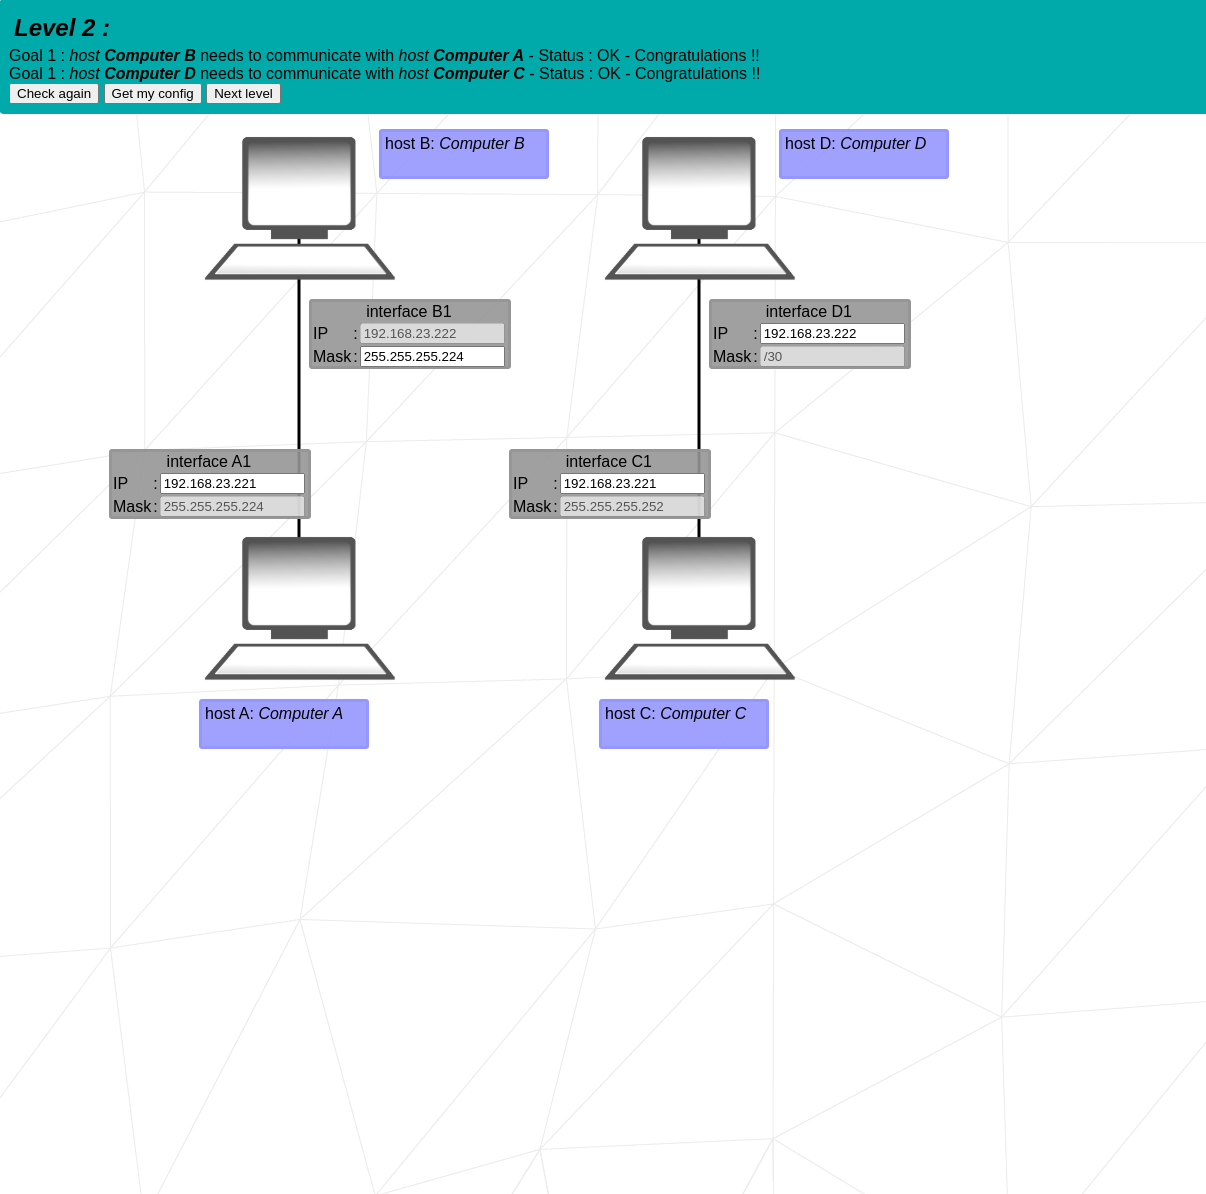 Level 2 :
Goal 1 : host Computer B needs to communicate with host Computer A - Status : OK - Congratulations !!
Goal 1 : host Computer D needs to communicate with host Computer C - Status : OK - Congratulations !!
Check again Get my config Next level
host B: Computer B
host D: Computer D
interface B1
IP : 192.168.23.222
Mask : 255.255.255.224
interface D1
IP : 192.168.23.222
Mask : /30
interface A1
IP : 192.168.23.221
Mask : 255.255.255.224
interface C1
IP : 192.168.23.221
Mask : 255.255.255.252
host A: Computer A
host C: Computer C